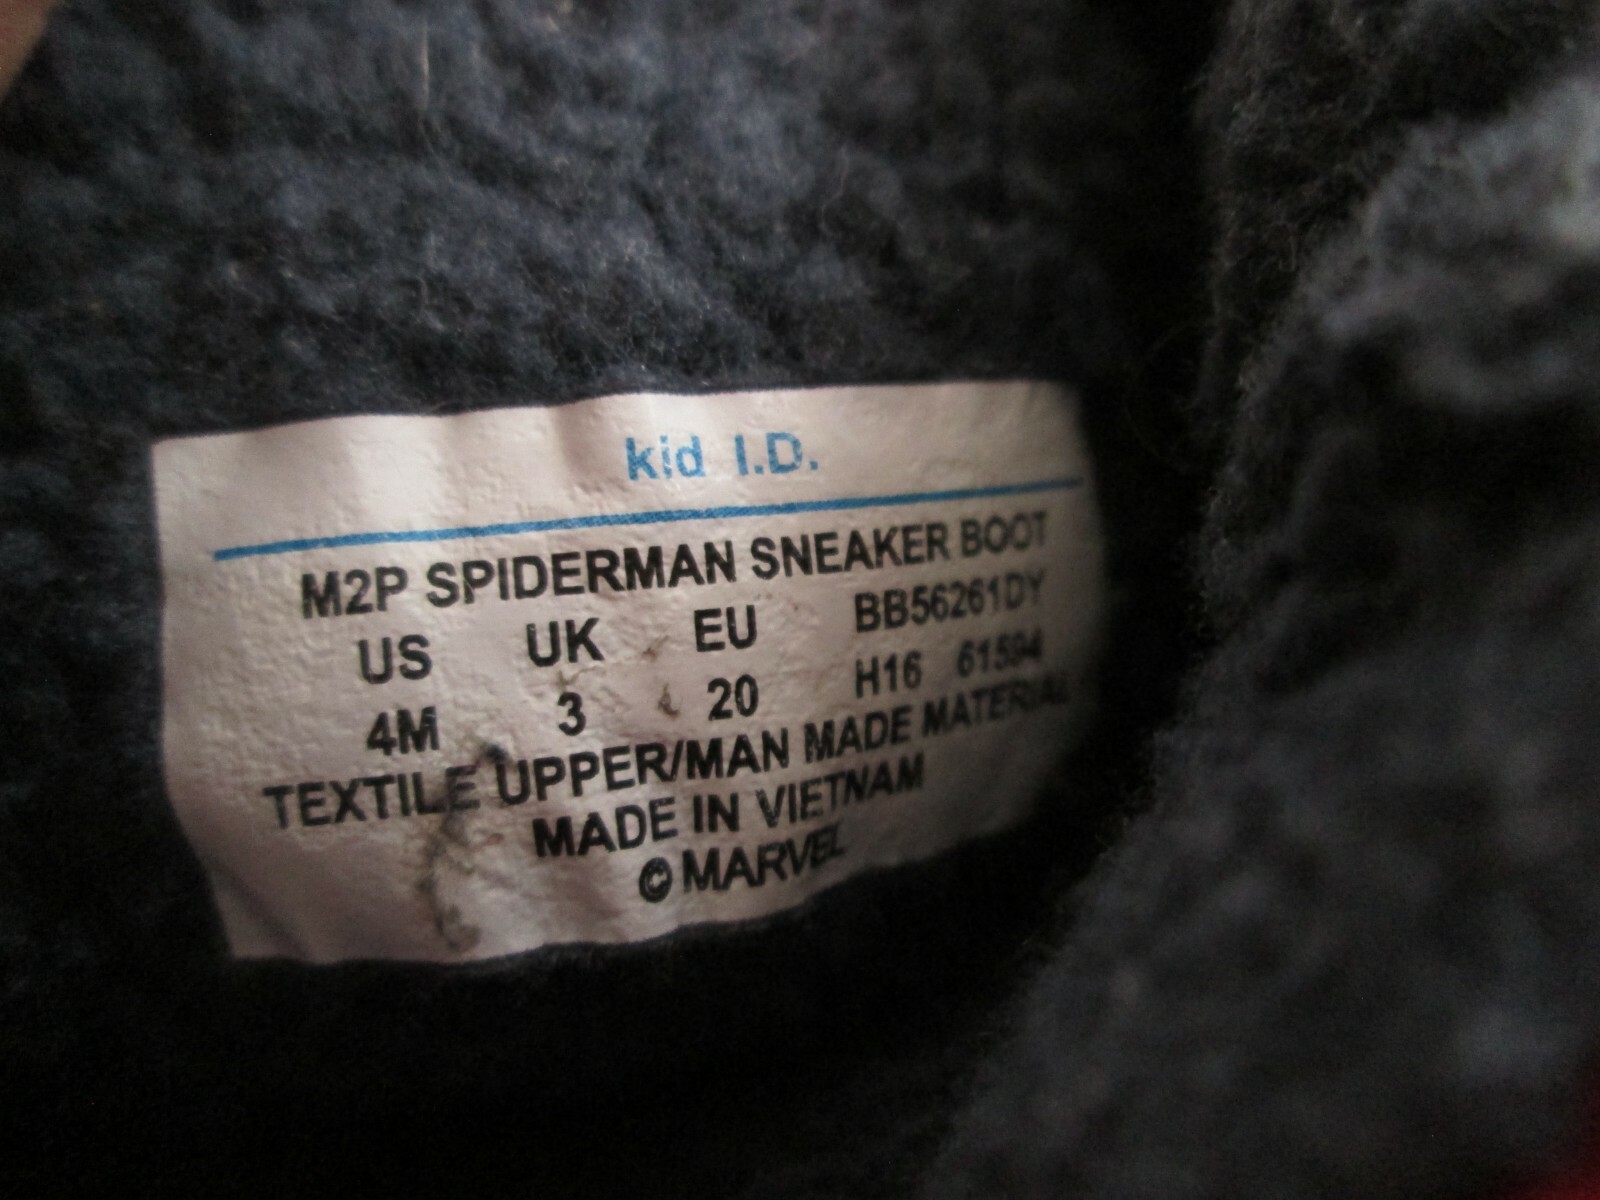 kid I.D.
M2P SPIDERMAN SNEAKER BOOT
US UK EU BB56261DY
4M 3 20 H16 61594
TEXTILE UPPER/MAN MADE MATERIAL
MADE IN VIETNAM
© MARVEL